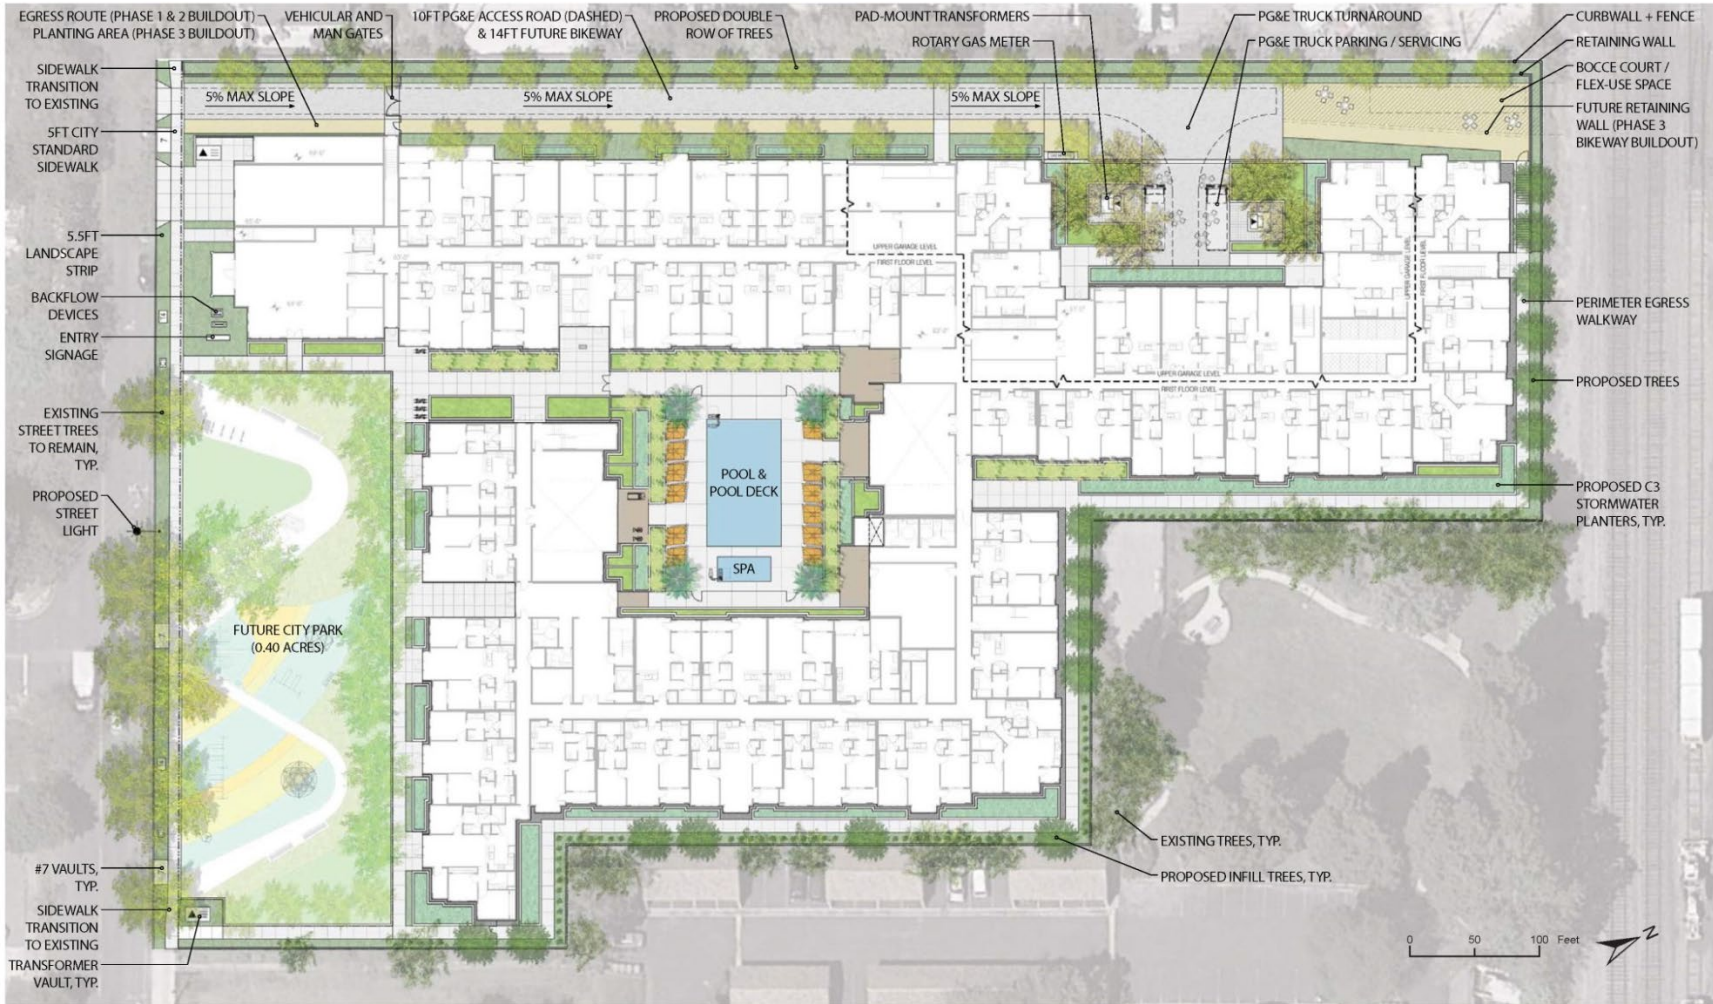 EGRESS ROUTE (PHASE 1 & 2 BUILDOUT)
PLANTING AREA (PHASE 3 BUILDOUT)
VEHICULAR AND
MAN GATES
10FT PG&E ACCESS ROAD (DASHED)
& 14FT FUTURE BIKEWAY
PROPOSED DOUBLE
ROW OF TREES
PAD-MOUNT TRANSFORMERS
ROTARY GAS METER
PG&E TRUCK TURNAROUND
PG&E TRUCK PARKING / SERVICING
CURBWALL + FENCE
RETAINING WALL
BOCCE COURT /
FLEX-USE SPACE
FUTURE RETAINING
WALL (PHASE 3
BIKEWAY BUILDOUT)
SIDEWALK
TRANSITION
TO EXISTING
5% MAX SLOPE
5% MAX SLOPE
5% MAX SLOPE
5FT CITY
STANDARD
SIDEWALK
5.5FT
LANDSCAPE
STRIP
BACKFLOW
DEVICES
ENTRY
SIGNAGE
EXISTING
STREET TREES
TO REMAIN,
TYP.
PROPOSED
STREET
LIGHT
UPPER GARAGE LEVEL
FIRST FLOOR LEVEL
UPPER GARAGE LEVEL
FIRST FLOOR LEVEL
UPPER GARAGE LEVEL
FIRST FLOOR LEVEL
PERIMETER EGRESS
WALKWAY
PROPOSED TREES
PROPOSED C3
STORMWATER
PLANTERS, TYP.
POOL &
POOL DECK
SPA
FUTURE CITY PARK
(0.40 ACRES)
#7 VAULTS,
TYP.
SIDEWALK
TRANSITION
TO EXISTING
TRANSFORMER
VAULT, TYP.
EXISTING TREES, TYP.
PROPOSED INFILL TREES, TYP.
0 50 100 Feet
N